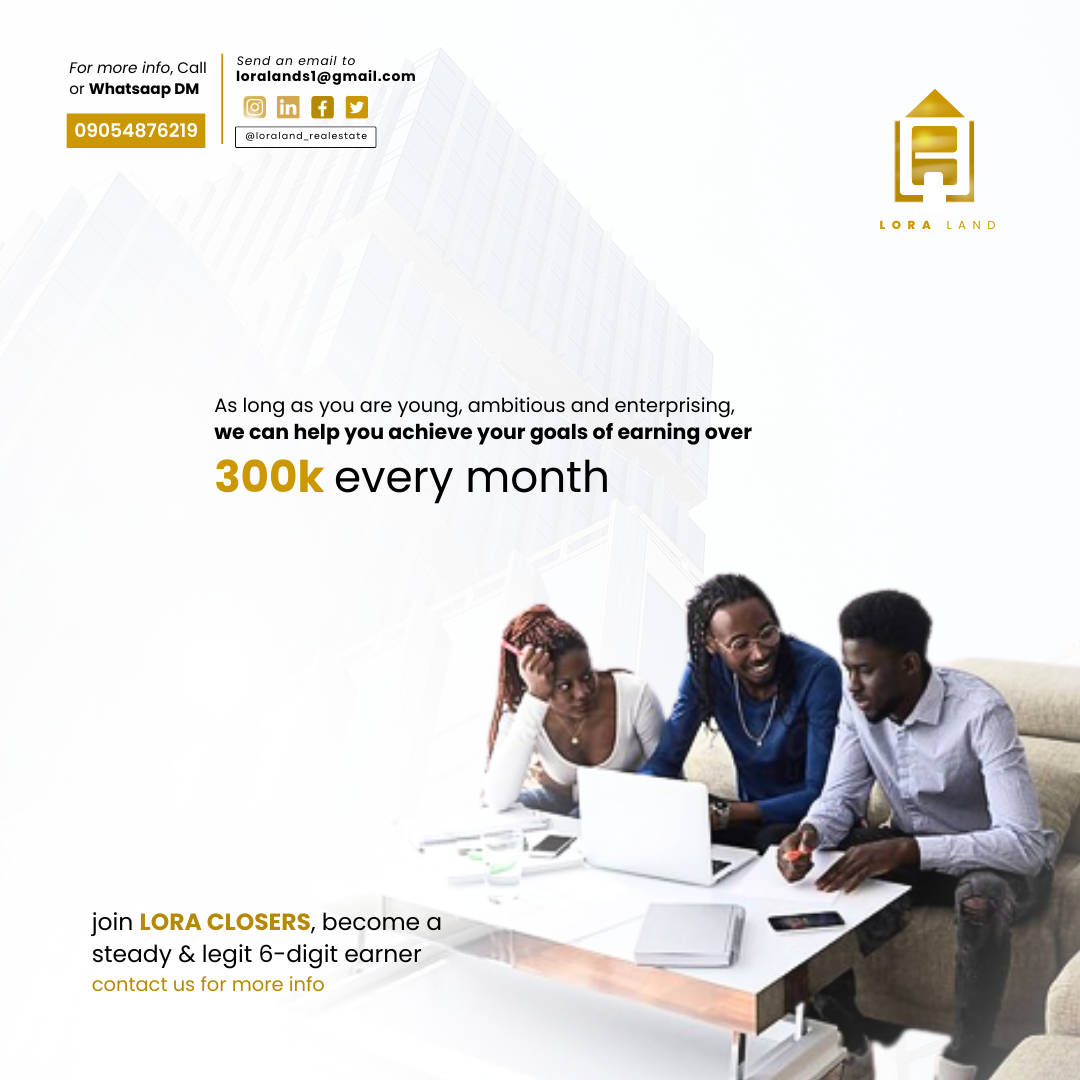 For more info, Call
or Whatsaap DM
09054876219
Send an email to
loralands1@gmail.com
@loraland_realestate
LORA LAND
As long as you are young, ambitious and enterprising,
we can help you achieve your goals of earning over
300k every month
join LORA CLOSERS, become a
steady & legit 6-digit earner
contact us for more info